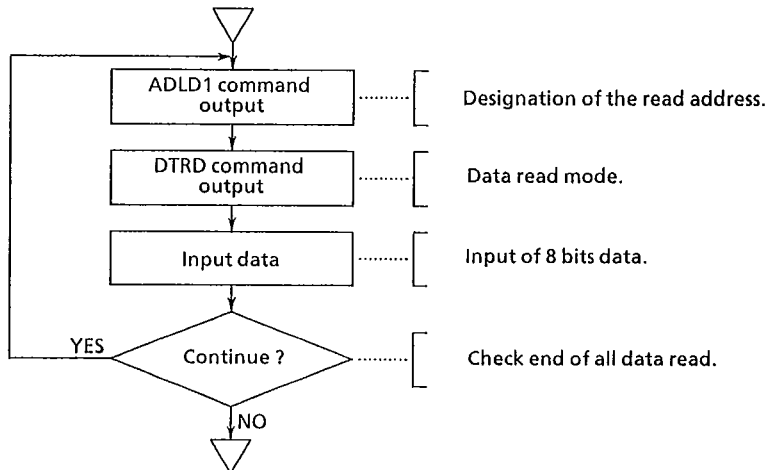 ADLD1 command
output
Designation of the read address.
DTRD command
output
Data read mode.
Input data
Input of 8 bits data.
YES
Continue ?
Check end of all data read.
NO